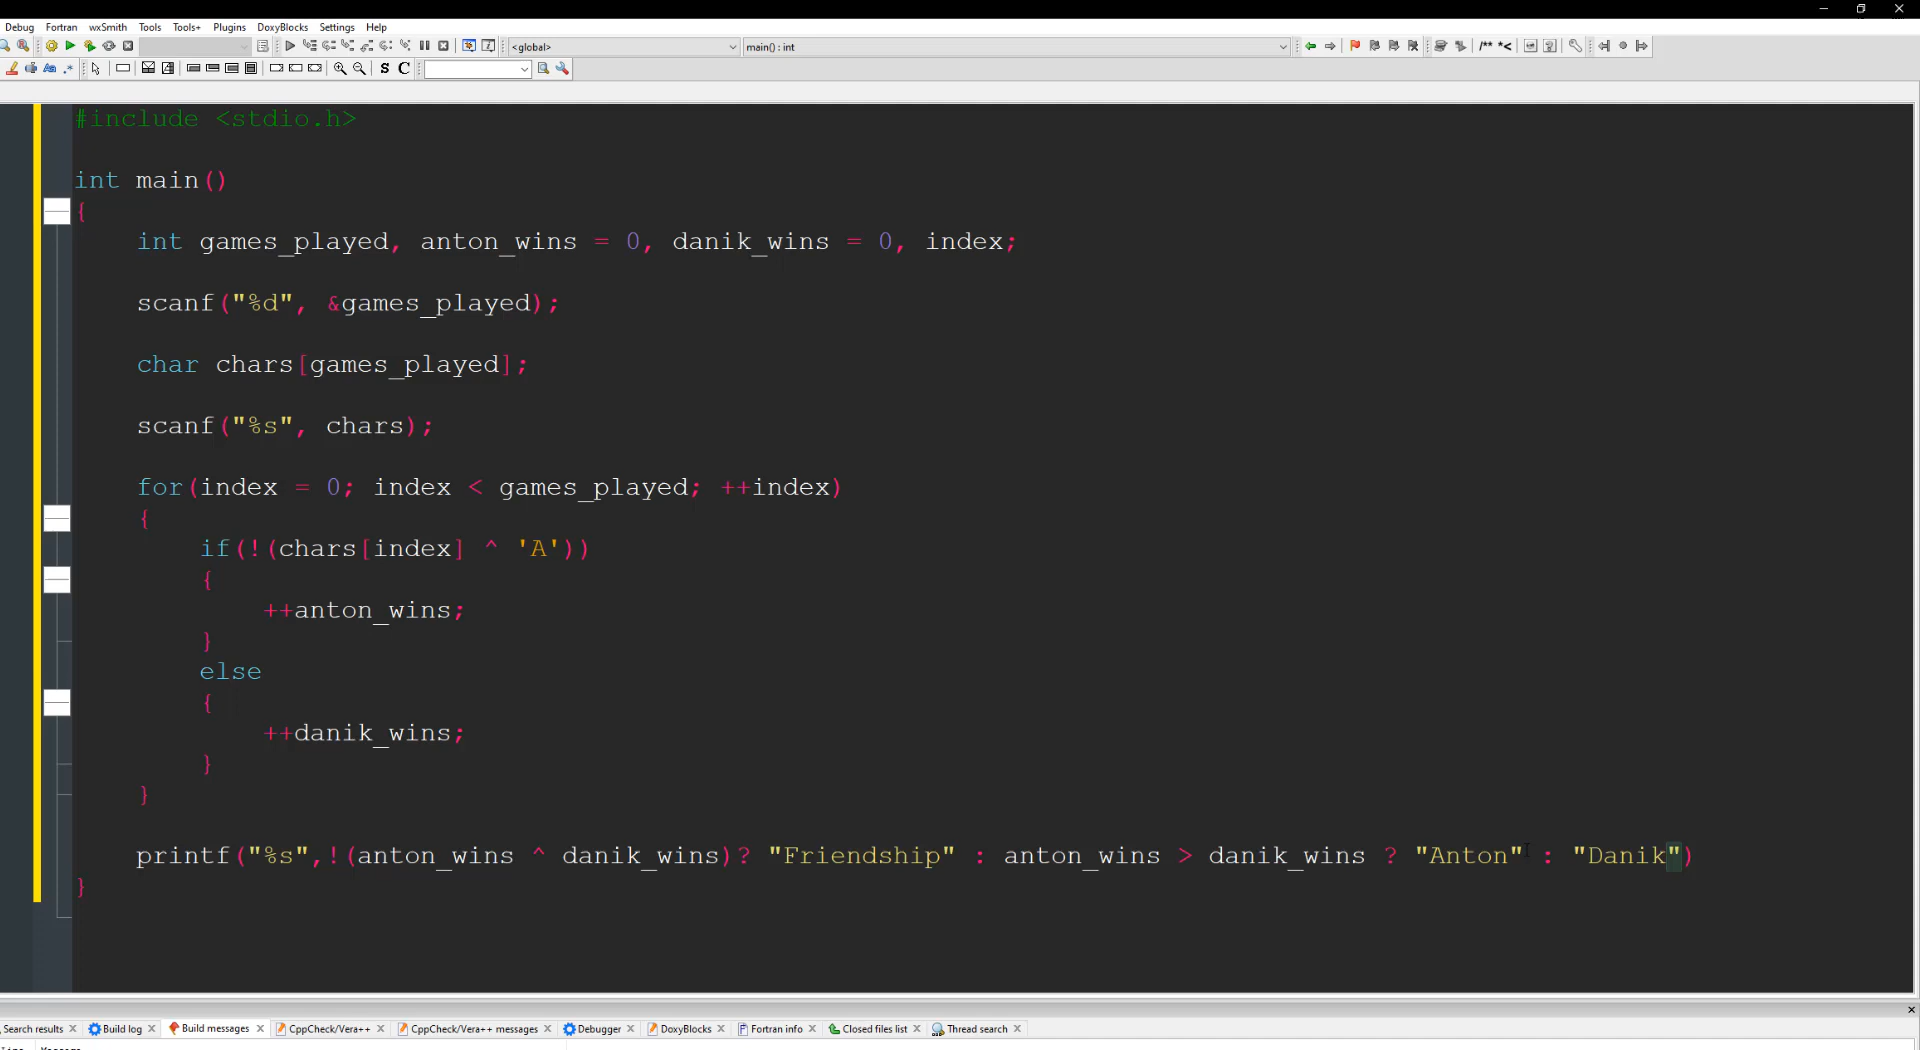 Debug Fortran wxSmith Tools Tools+ Plugins DoxyBlocks Settings Help
<global> main() : int /** *<
Aa .* S C
#include <stdio.h>
int main()
{
int games_played, anton_wins = 0, danik_wins = 0, index;
scanf("%d", &games_played);
char chars[games_played];
scanf("%s", chars);
for(index = 0; index < games_played; ++index)
{
if(!(chars[index] ^ 'A'))
{
++anton_wins;
}
else
{
++danik_wins;
}
}
printf("%s",!(anton_wins ^ danik_wins)? "Friendship" : anton_wins > danik_wins ? "Anton" : "Danik")
}
Search results Build log Build messages CppCheck/Vera++ CppCheck/Vera++ messages Debugger DoxyBlocks Fortran info Closed files list Thread search